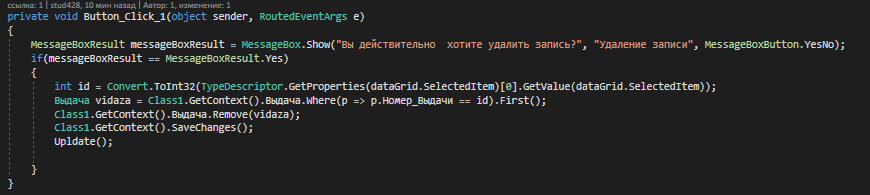 ссылка: 1 | stud428, 10 мин назад | Автор: 1, изменение: 1
private void Button_Click_1(object sender, RoutedEventArgs e)
{
MessageBoxResult messageBoxResult = MessageBox.Show("Вы действительно  хотите удалить запись?", "Удаление записи", MessageBoxButton.YesNo);
if(messageBoxResult == MessageBoxResult.Yes)
{
int id = Convert.ToInt32(TypeDescriptor.GetProperties(dataGrid.SelectedItem)[0].GetValue(dataGrid.SelectedItem));
Выдача vidaza = Class1.GetContext().Выдача.Where(p => p.Номер_Выдачи == id).First();
Class1.GetContext().Выдача.Remove(vidaza);
Class1.GetContext().SaveChanges();
Upldate();
}
}